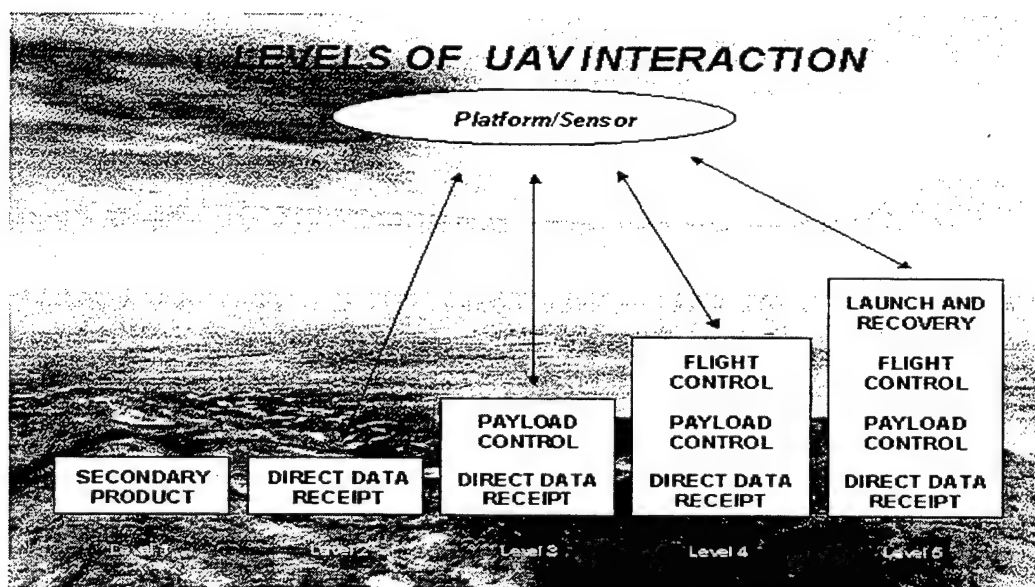 LEVELS OF UAV INTERACTION
Platform/Sensor
SECONDARY
PRODUCT
Level 1
DIRECT DATA
RECEIPT
Level 2
PAYLOAD
CONTROL
DIRECT DATA
RECEIPT
Level 3
FLIGHT
CONTROL
PAYLOAD
CONTROL
DIRECT DATA
RECEIPT
Level 4
LAUNCH AND
RECOVERY
FLIGHT
CONTROL
PAYLOAD
CONTROL
DIRECT DATA
RECEIPT
Level 5